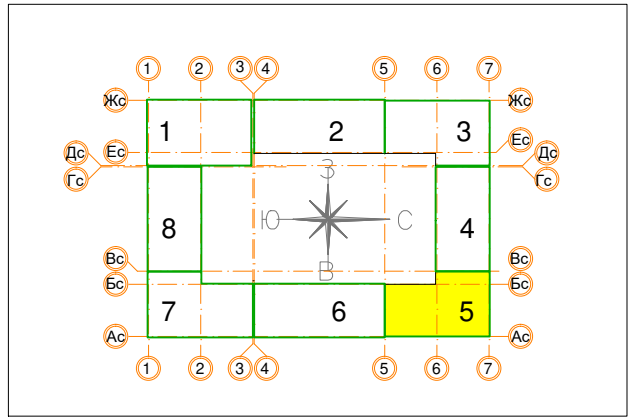 1 2 3 4 5 6 7
Жс Жс
1 2 3
Ес Ес
Дс Дс
Гс Гс
З
8 Ю С 4
В
Вс Вс
Бс Бс
7 6 5
Ас Ас
1 2 3 4 5 6 7